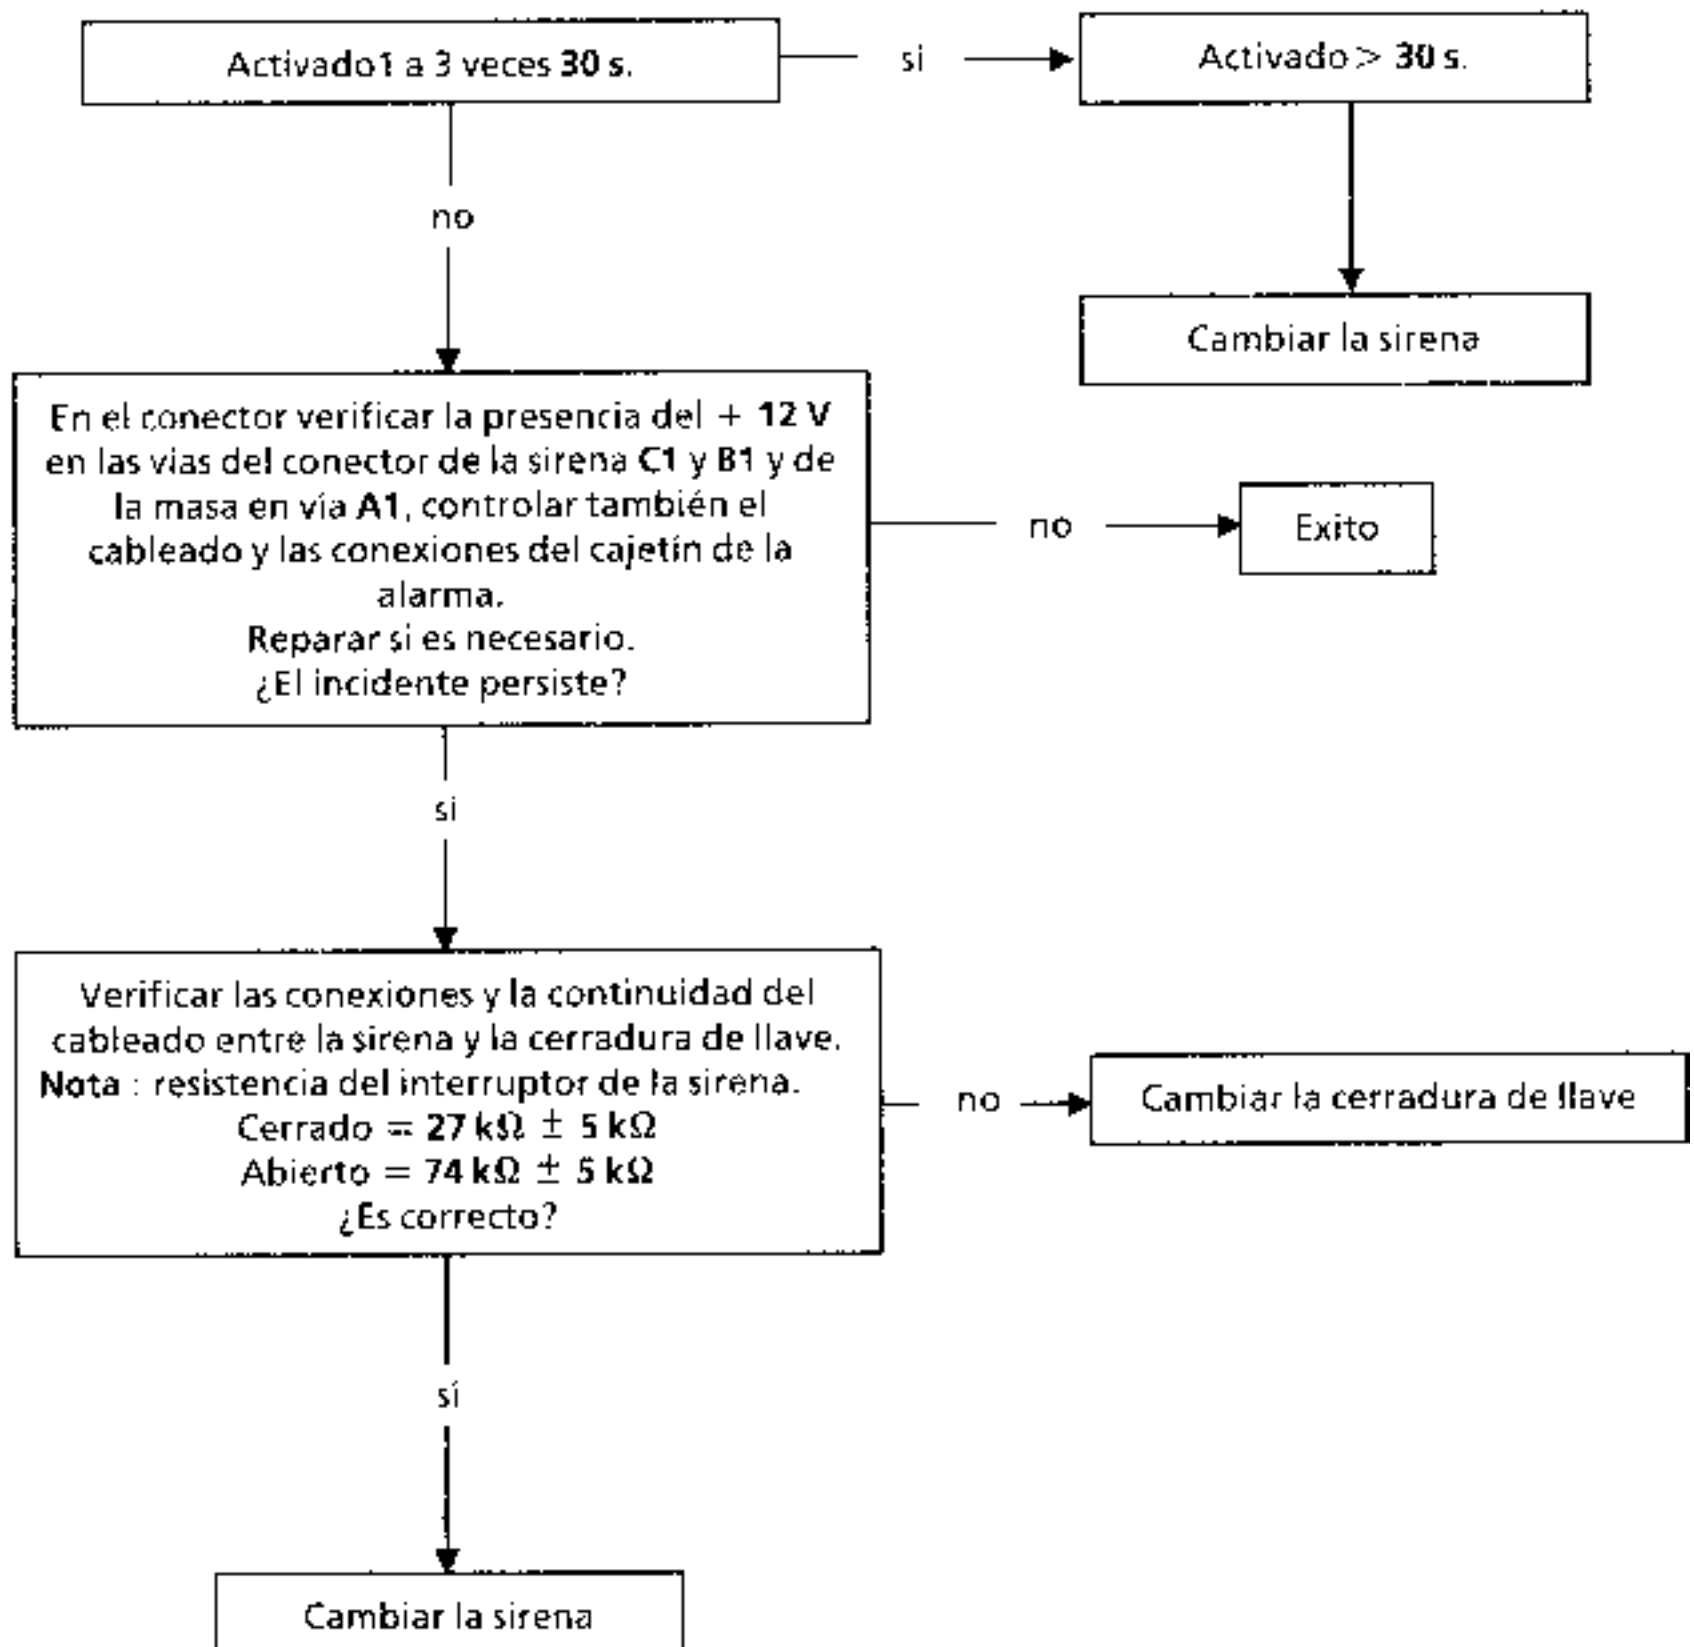 Activado1 a 3 veces 30 s.
si
Activado > 30 s.
no
Cambiar la sirena
En el conector verificar la presencia del + 12 V
en las vías del conector de la sirena C1 y B1 y de
la masa en vía A1, controlar también el
cableado y las conexiones del cajetín de la
alarma.
Reparar si es necesario.
¿El incidente persiste?
no
Exito
si
Verificar las conexiones y la continuidad del
cableado entre la sirena y la cerradura de llave.
Nota : resistencia del interruptor de la sirena.
Cerrado = 27 kΩ ± 5 kΩ
Abierto = 74 kΩ ± 5 kΩ
¿Es correcto?
no
Cambiar la cerradura de llave
sí
Cambiar la sirena